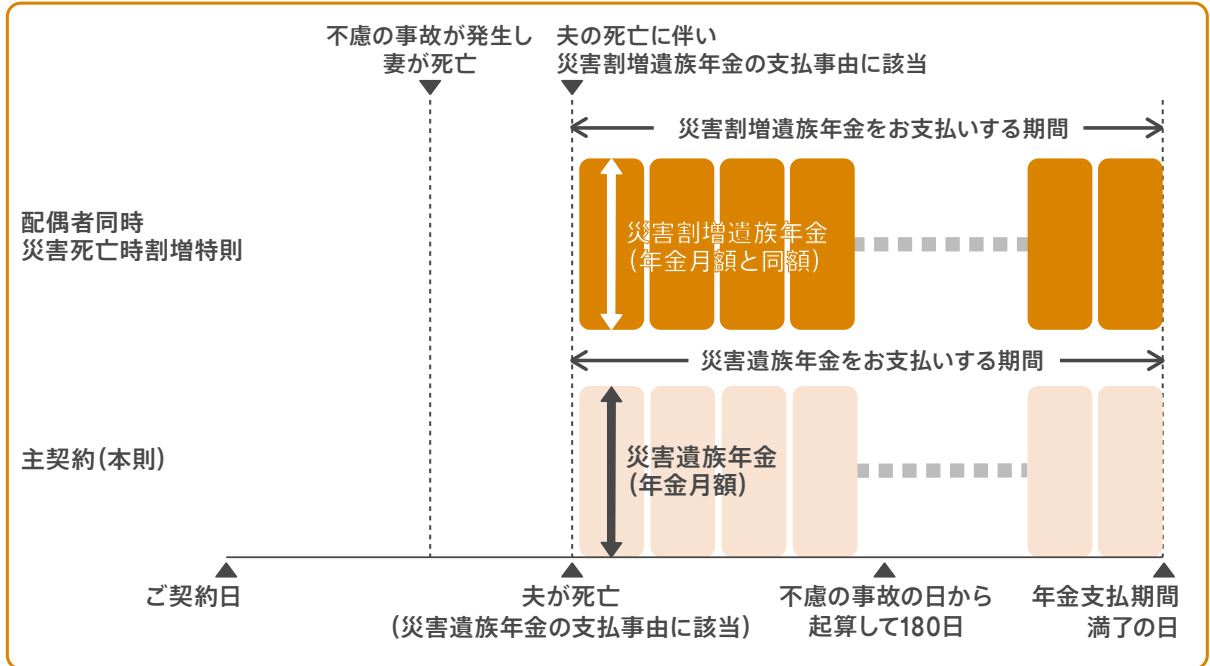 不慮の事故が発生し
妻が死亡
夫の死亡に伴い
災害割増遺族年金の支払事由に該当
災害割増遺族年金をお支払いする期間
配偶者同時
災害死亡時割増特則
災害割増遺族年金
(年金月額と同額)
災害遺族年金をお支払いする期間
主契約(本則)
災害遺族年金
(年金月額)
ご契約日
夫が死亡
(災害遺族年金の支払事由に該当)
不慮の事故の日から
起算して180日
年金支払期間
満了の日